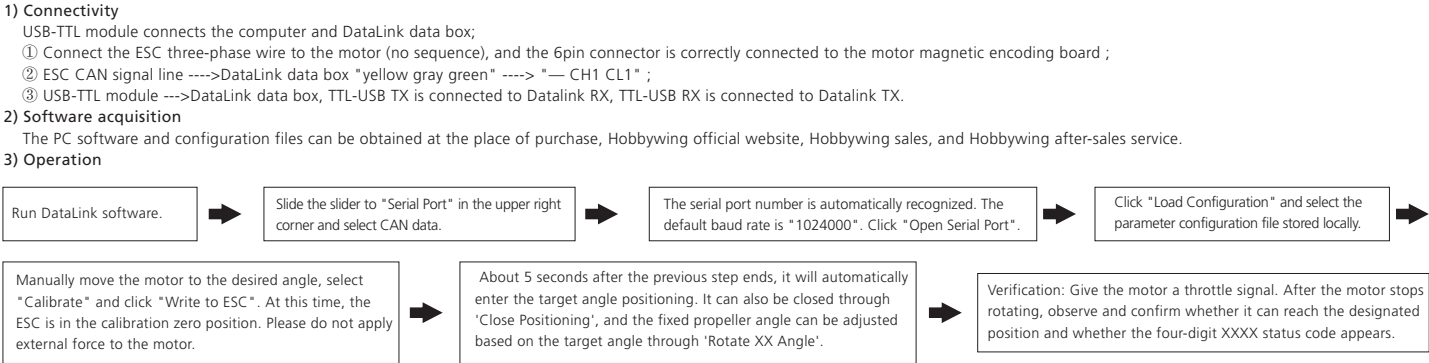 1) Connectivity
USB-TTL module connects the computer and DataLink data box;
① Connect the ESC three-phase wire to the motor (no sequence), and the 6pin connector is correctly connected to the motor magnetic encoding board ;
② ESC CAN signal line ---->DataLink data box "yellow gray green" ----> "— CH1 CL1" ;
③ USB-TTL module --->DataLink data box, TTL-USB TX is connected to Datalink RX, TTL-USB RX is connected to Datalink TX.
2) Software acquisition
The PC software and configuration files can be obtained at the place of purchase, Hobbywing official website, Hobbywing sales, and Hobbywing after-sales service.
3) Operation
Run DataLink software.
Slide the slider to "Serial Port" in the upper right
corner and select CAN data.
The serial port number is automatically recognized. The
default baud rate is "1024000". Click "Open Serial Port".
Click "Load Configuration" and select the
parameter configuration file stored locally.
Manually move the motor to the desired angle, select
"Calibrate" and click "Write to ESC". At this time, the
ESC is in the calibration zero position. Please do not apply
external force to the motor.
About 5 seconds after the previous step ends, it will automatically
enter the target angle positioning. It can also be closed through
'Close Positioning', and the fixed propeller angle can be adjusted
based on the target angle through 'Rotate XX Angle'.
Verification: Give the motor a throttle signal. After the motor stops
rotating, observe and confirm whether it can reach the designated
position and whether the four-digit XXXX status code appears.